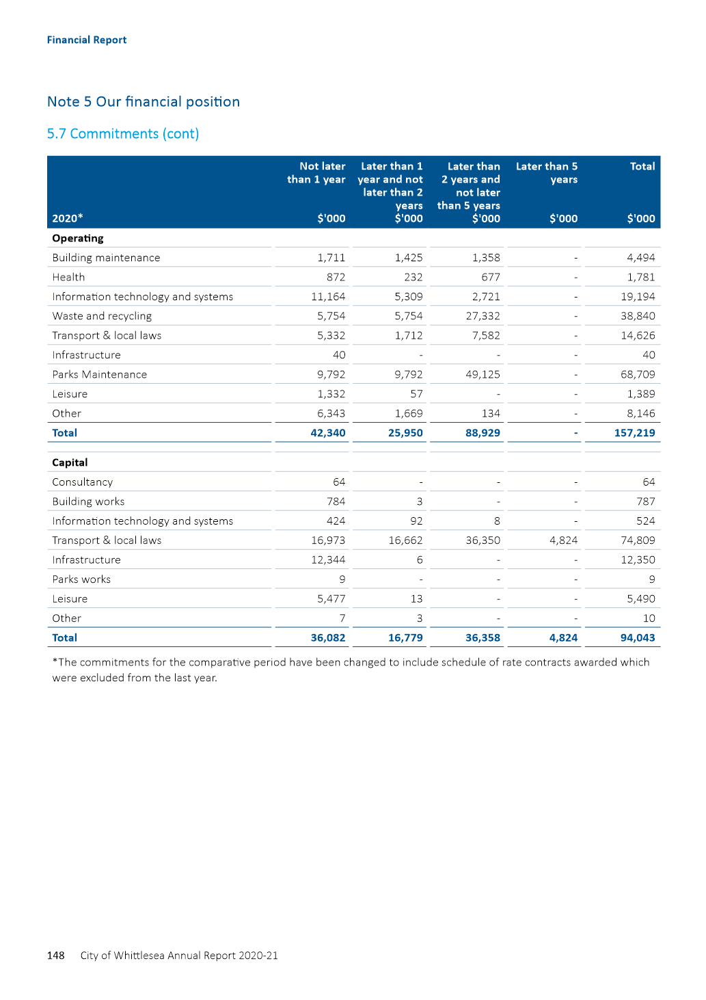 Financial Report
Note 5 Our financial position
5.7 Commitments (cont)
2020* Not later than 1 year $'000 Later than 1 year and not later than 2 years $'000 Later than 2 years and not later than 5 years $'000 Later than 5 years $'000 Total $'000
Operating
Building maintenance 1,711 1,425 1,358 - 4,494
Health 872 232 677 - 1,781
Information technology and systems 11,164 5,309 2,721 - 19,194
Waste and recycling 5,754 5,754 27,332 - 38,840
Transport & local laws 5,332 1,712 7,582 - 14,626
Infrastructure 40 - - - 40
Parks Maintenance 9,792 9,792 49,125 - 68,709
Leisure 1,332 57 - - 1,389
Other 6,343 1,669 134 - 8,146
Total 42,340 25,950 88,929 - 157,219
Capital
Consultancy 64 - - - 64
Building works 784 3 - - 787
Information technology and systems 424 92 8 - 524
Transport & local laws 16,973 16,662 36,350 4,824 74,809
Infrastructure 12,344 6 - - 12,350
Parks works 9 - - - 9
Leisure 5,477 13 - - 5,490
Other 7 3 - - 10
Total 36,082 16,779 36,358 4,824 94,043
*The commitments for the comparative period have been changed to include schedule of rate contracts awarded which
were excluded from the last year.
148 City of Whittlesea Annual Report 2020-21